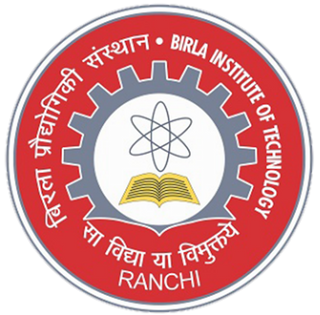 बिरला प्रौद्योगिकी संस्थान • BIRLA INSTITUTE OF TECHNOLOGY
सा विद्या या विमुक्तये
RANCHI